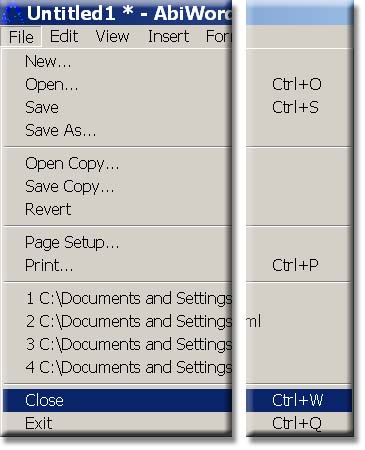 Untitled1 * - AbiWord
File Edit View Insert For
New...
Open... Ctrl+O
Save Ctrl+S
Save As...
Open Copy...
Save Copy...
Revert
Page Setup...
Print... Ctrl+P
1 C:\Documents and Settings
2 C:\Documents and Settings ml
3 C:\Documents and Settings
4 C:\Documents and Settings
Close Ctrl+W
Exit Ctrl+Q